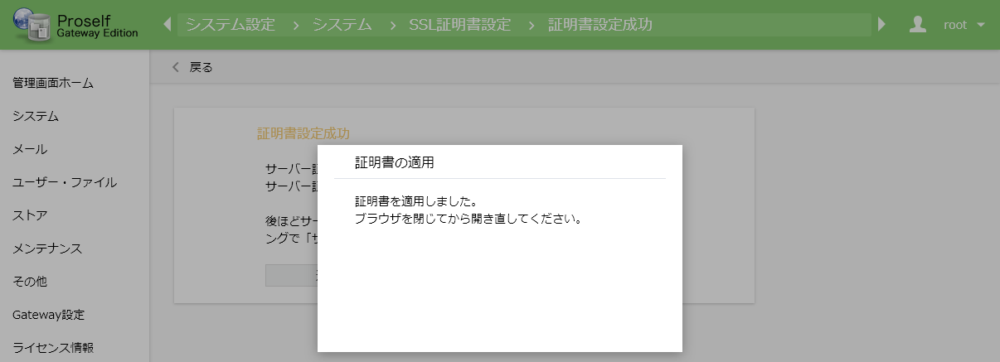 Proself
Gateway Edition
システム設定 システム SSL証明書設定 証明書設定成功
root
戻る
管理画面ホーム
システム
メール
ユーザー・ファイル
ストア
メンテナンス
その他
Gateway設定
ライセンス情報
証明書設定成功
サーバー
サーバー
後ほどサー
ングで「サ
証明書の適用
証明書を適用しました。
ブラウザを閉じてから開き直してください。